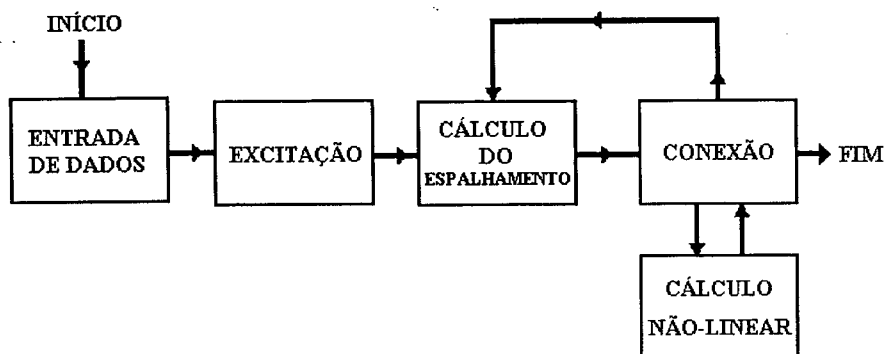 INÍCIO
ENTRADA
DE DADOS
EXCITAÇÃO
CÁLCULO
DO
ESPALHAMENTO
CONEXÃO
FIM
CÁLCULO
NÃO-LINEAR